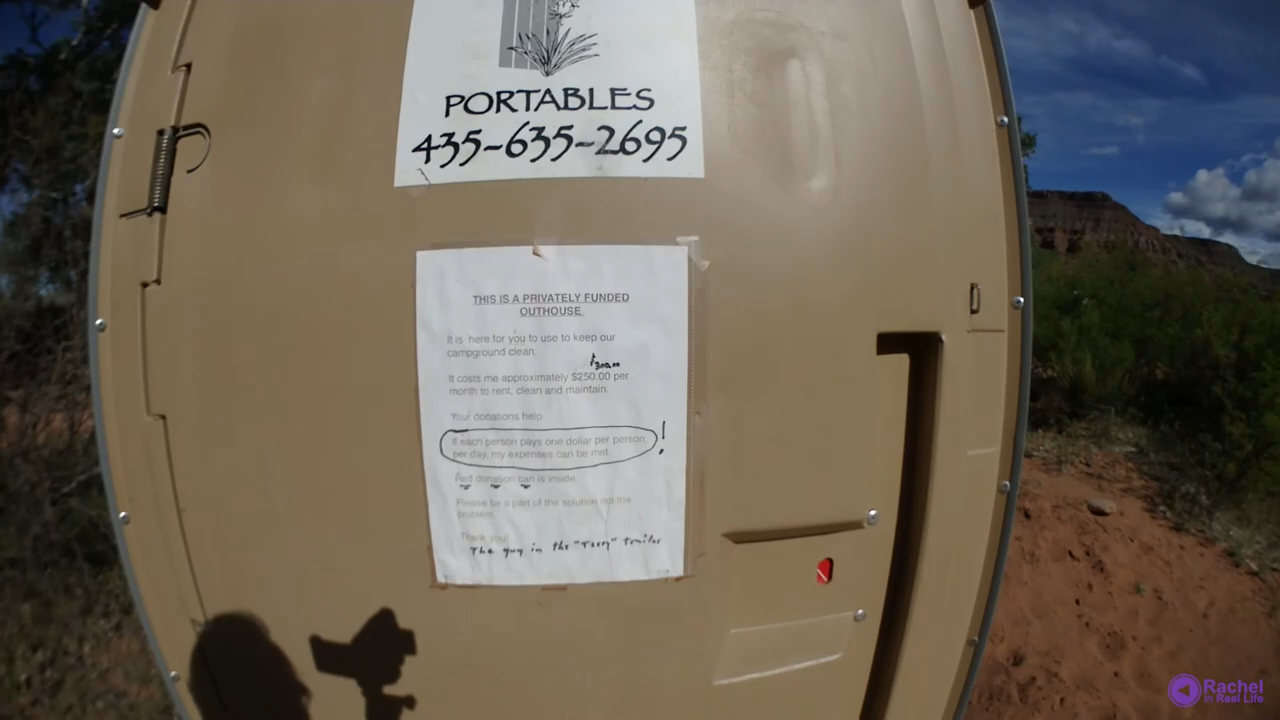 PORTABLES
435-635-2695
THIS IS A PRIVATELY FUNDED
OUTHOUSE
It is here for you to use to keep our
campground clean.
$300.00
It costs me approximately $250.00 per
month to rent, clean and maintain.
Your donations help
If each person pays one dollar per person,
per day, my expenses can be met.
!
Red donation can is inside.
Please be a part of the solution not the
problem.
Thank you!
The guy in the "Terry" trailer
Rachel
in Real Life